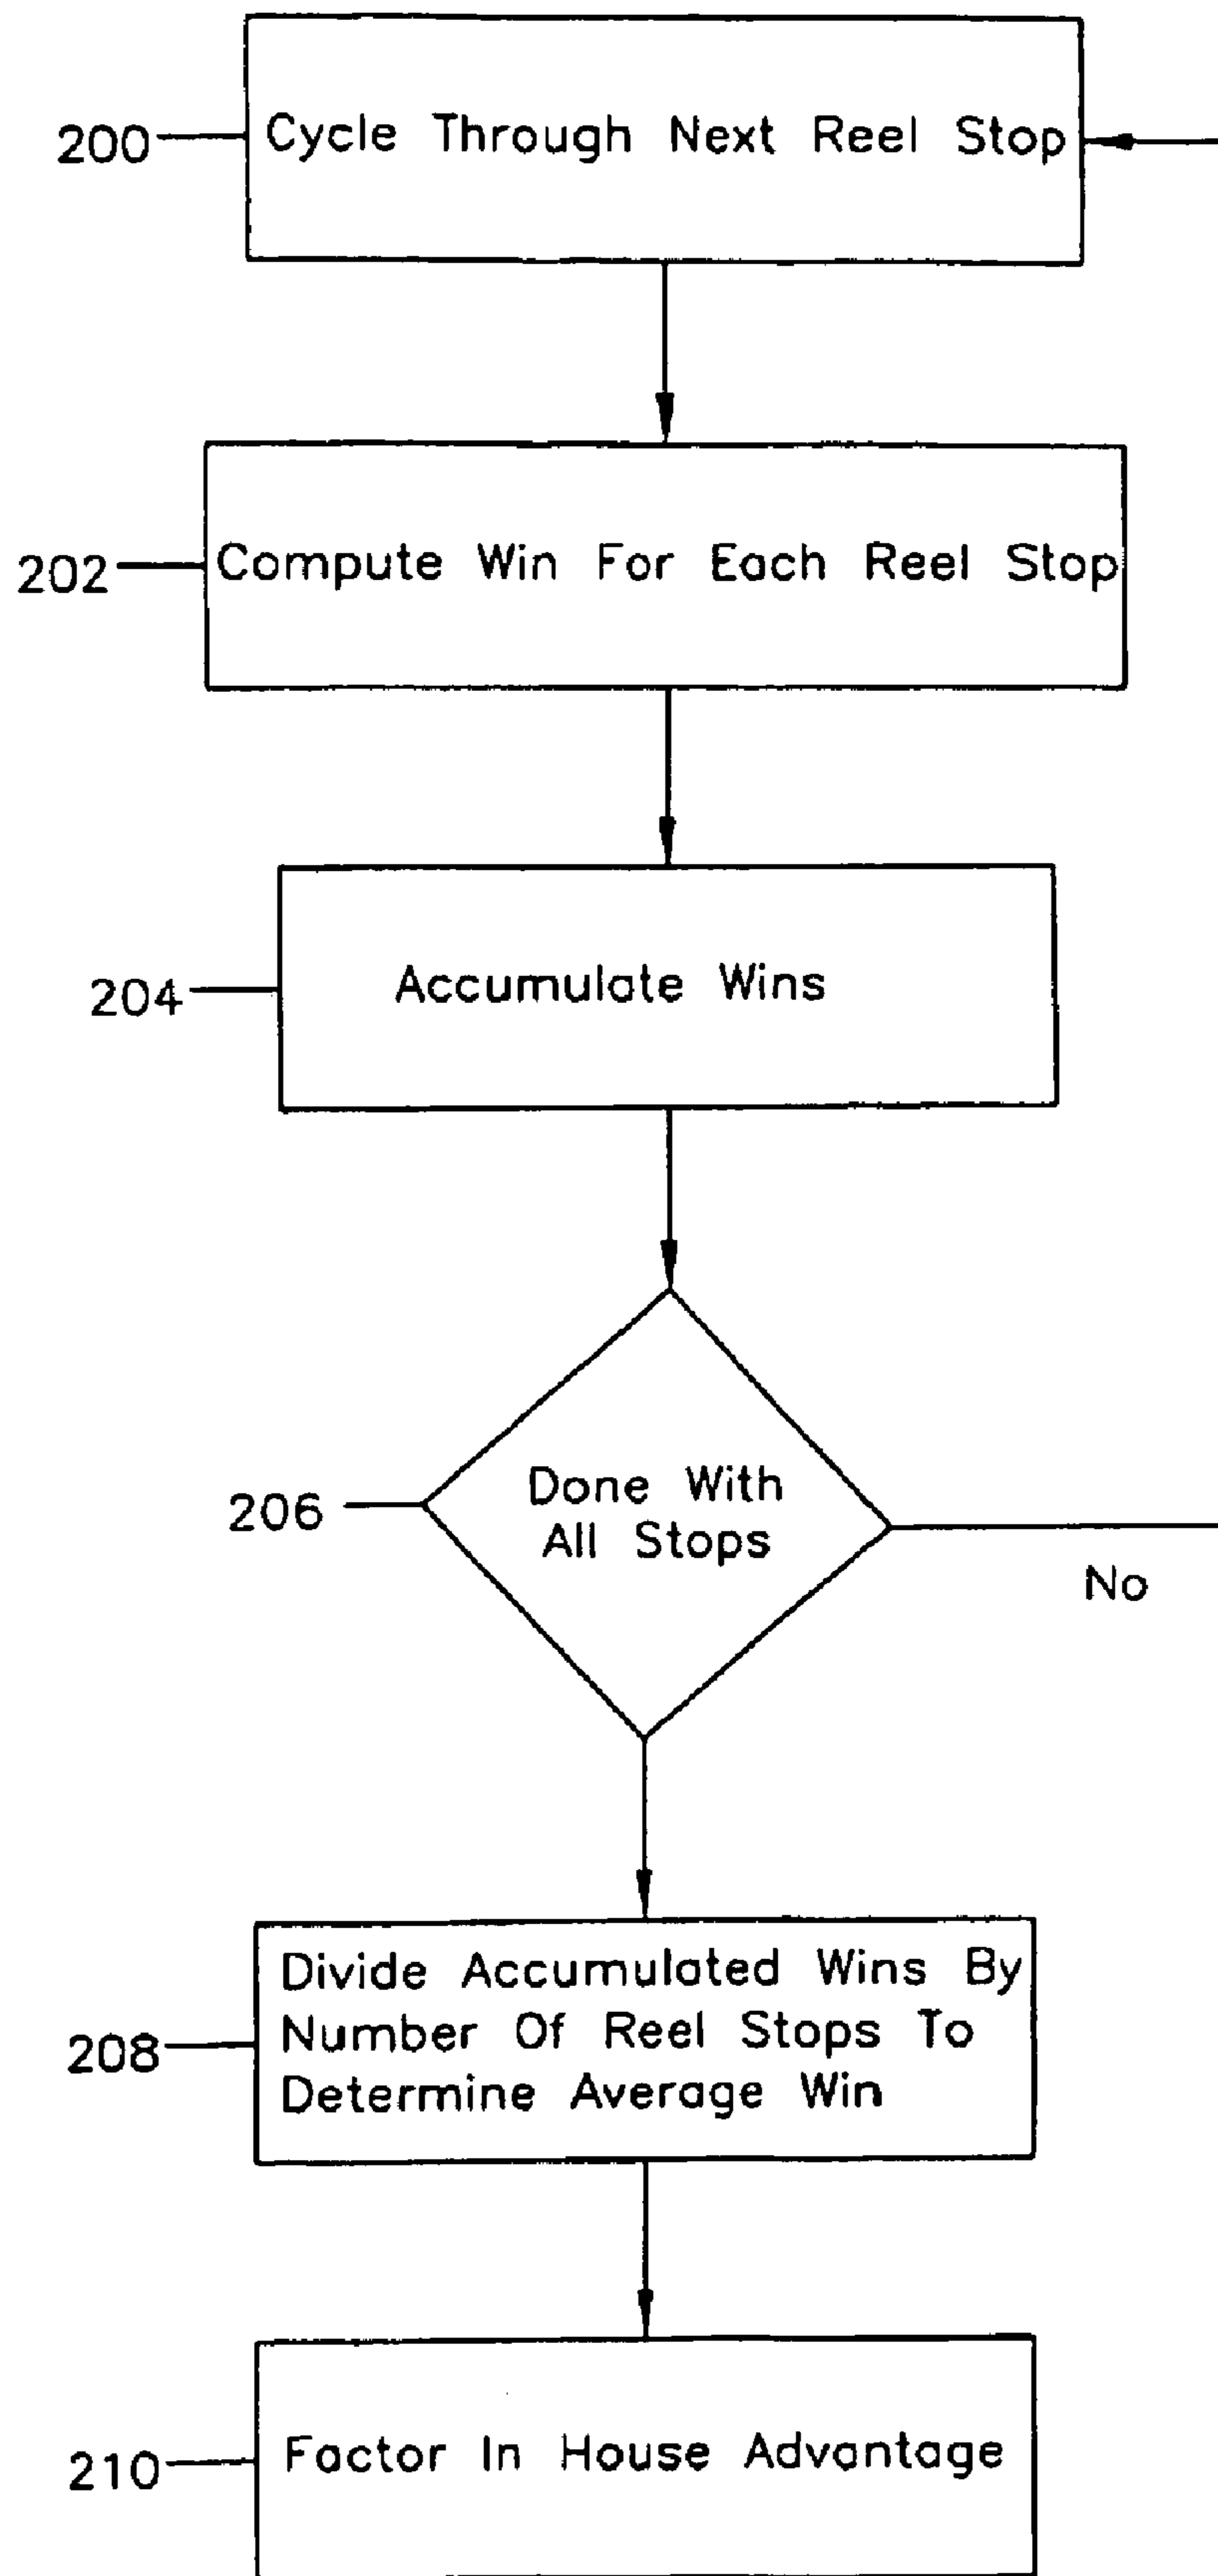 200
Cycle Through Next Reel Stop
202
Compute Win For Each Reel Stop
204
Accumulate Wins
206
Done With
All Stops
No
208
Divide Accumulated Wins By
Number Of Reel Stops To
Determine Average Win
210
Factor In House Advantage